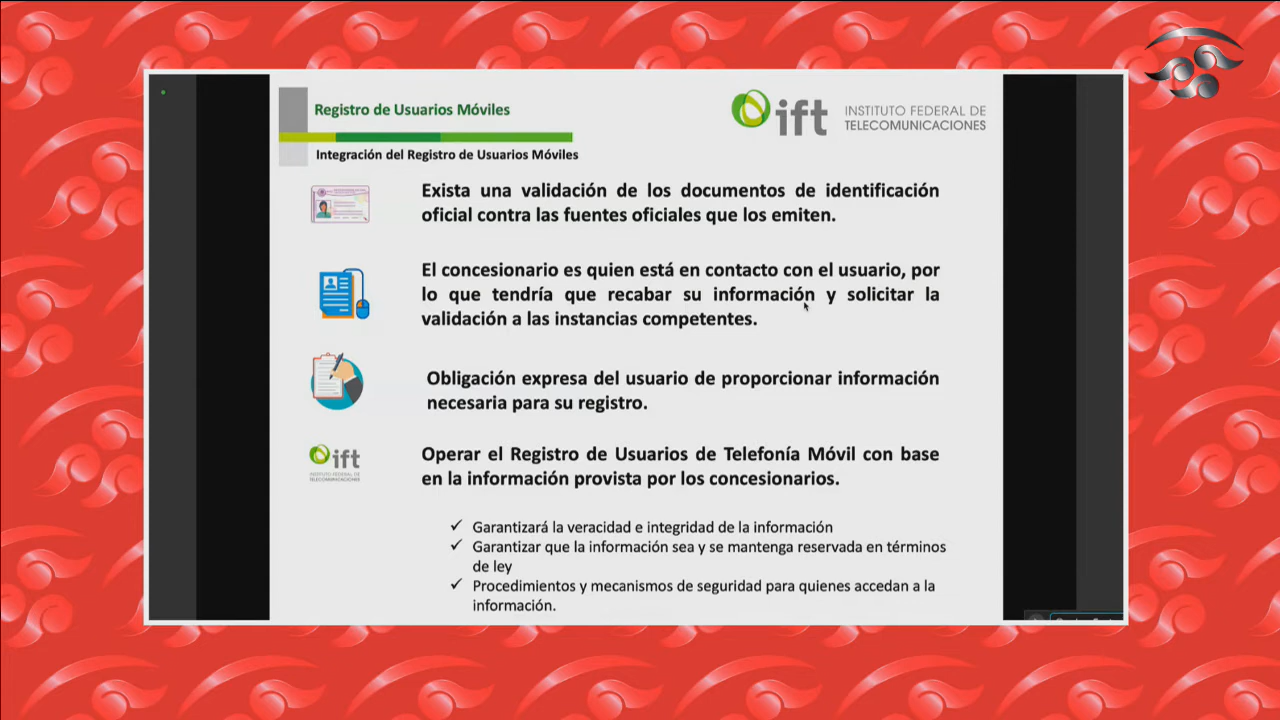 Registro de Usuarios Móviles
ift
INSTITUTO FEDERAL DE
TELECOMUNICACIONES
Integración del Registro de Usuarios Móviles
Exista una validación de los documentos de identificación
oficial contra las fuentes oficiales que los emiten.
El concesionario es quien está en contacto con el usuario, por
lo que tendría que recabar su información y solicitar la
validación a las instancias competentes.
Obligación expresa del usuario de proporcionar información
necesaria para su registro.
ift
INSTITUTO FEDERAL DE
TELECOMUNICACIONES
Operar el Registro de Usuarios de Telefonía Móvil con base
en la información provista por los concesionarios.
✓ Garantizará la veracidad e integridad de la información
✓ Garantizar que la información sea y se mantenga reservada en términos
de ley
✓ Procedimientos y mecanismos de seguridad para quienes accedan a la
información.